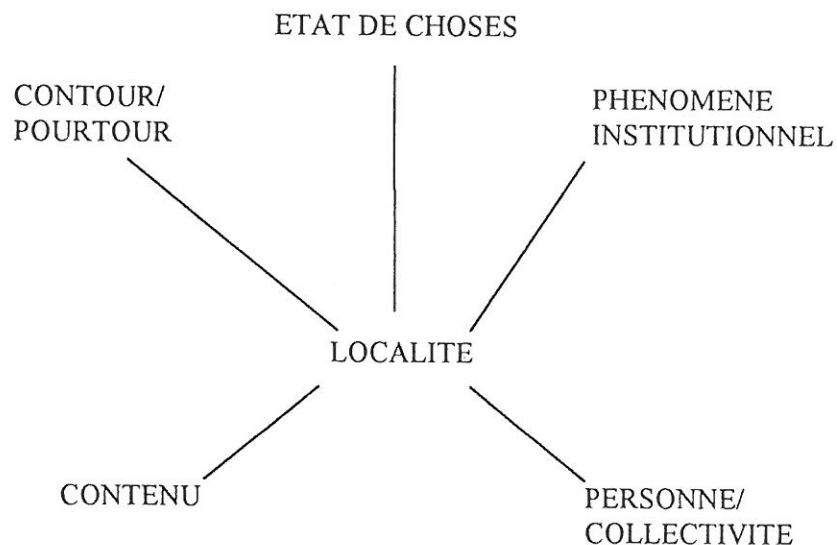 ETAT DE CHOSES
CONTOUR/
POURTOUR
PHENOMENE
INSTITUTIONNEL
LOCALITE
CONTENU
PERSONNE/
COLLECTIVITE